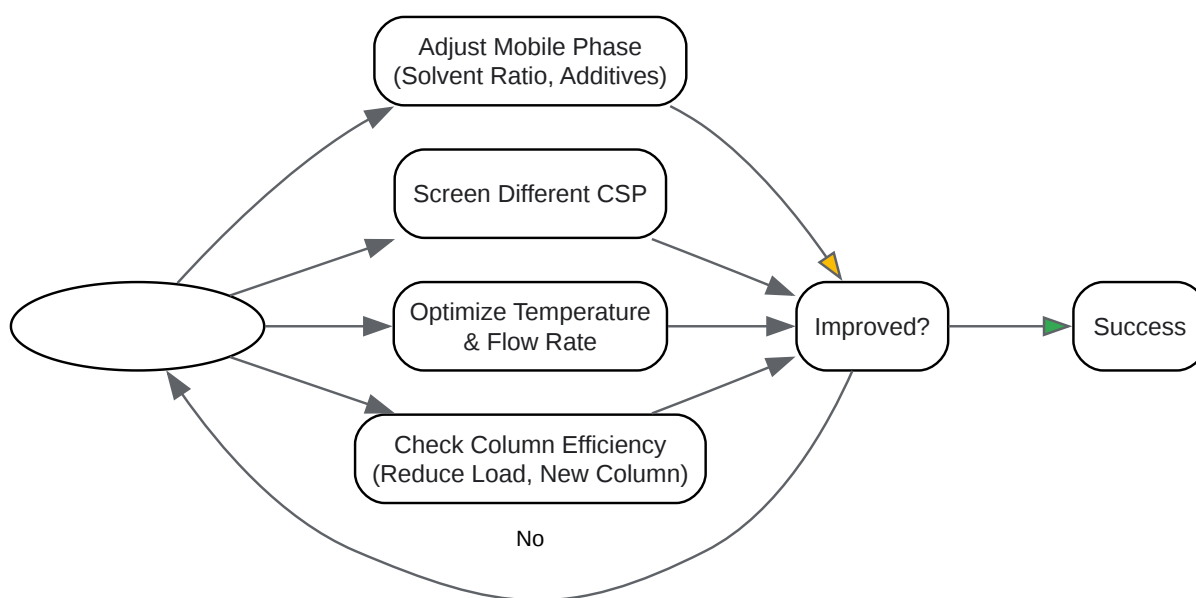 Adjust Mobile Phase
(Solvent Ratio, Additives)
Screen Different CSP
Optimize Temperature
& Flow Rate
Improved?
Success
Check Column Efficiency
(Reduce Load, New Column)
No